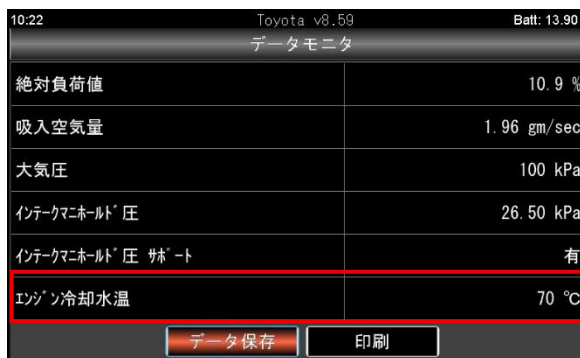 10:22 Toyota v8.59 Batt: 13.90
データモニタ
絶対負荷値 10.9 %
吸入空気量 1.96 gm/sec
大気圧 100 kPa
ｲﾝﾃｰｸﾏﾆﾎｰﾙﾄﾞ圧 26.50 kPa
ｲﾝﾃｰｸﾏﾆﾎｰﾙﾄﾞ圧 ｻﾎﾟｰﾄ 有
ｴﾝｼﾞﾝ冷却水温 70 ℃
データ保存 印刷